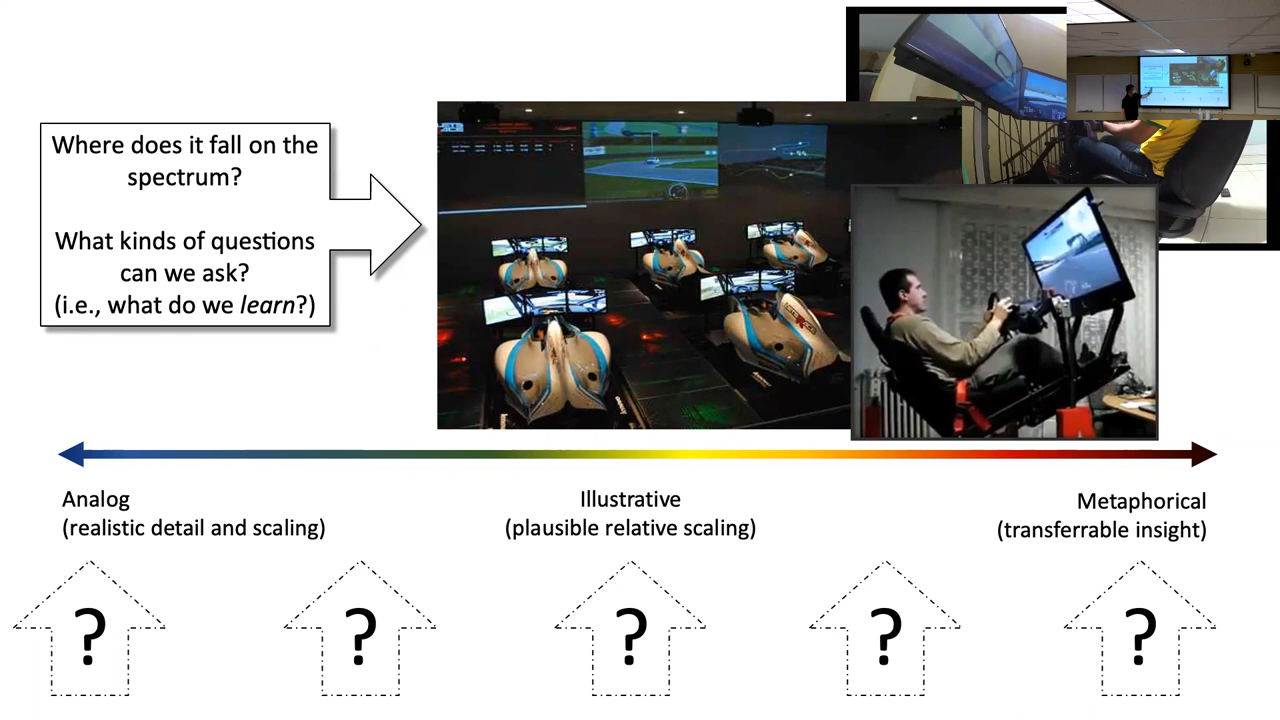 Where does it fall on the
spectrum?
What kinds of questions
can we ask?
(i.e., what do we learn?)
Analog
(realistic detail and scaling)
Illustrative
(plausible relative scaling)
Metaphorical
(transferrable insight)
?
?
?
?
?